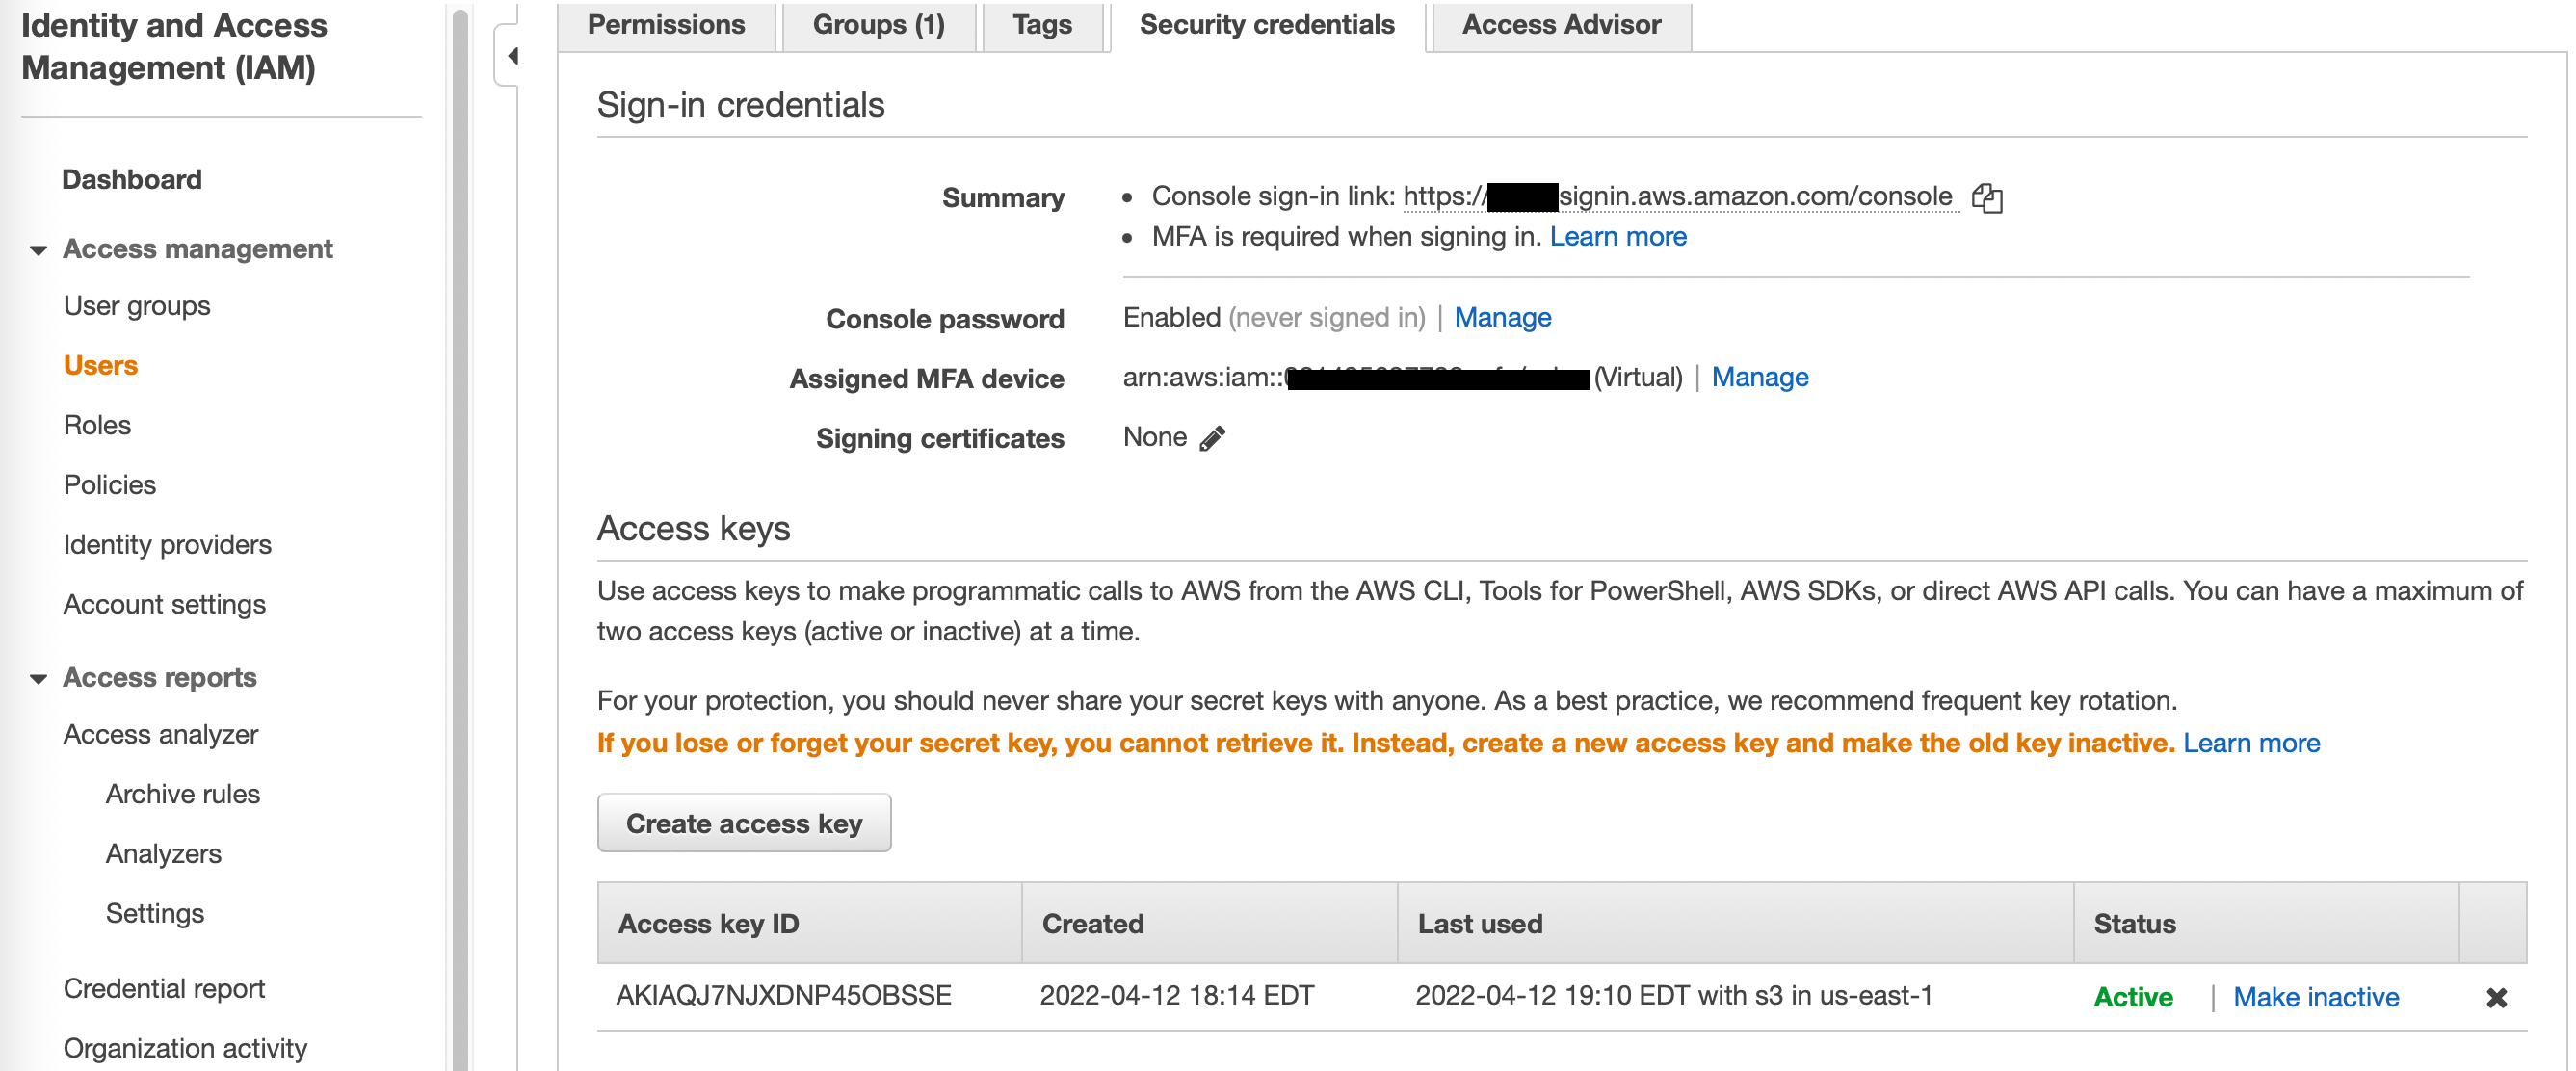 Identity and Access
Management (IAM)
Dashboard
Access management
User groups
Users
Roles
Policies
Identity providers
Account settings
Access reports
Access analyzer
Archive rules
Analyzers
Settings
Credential report
Organization activity
Permissions
Groups (1)
Tags
Security credentials
Access Advisor
Sign-in credentials
Summary
• Console sign-in link: https://signin.aws.amazon.com/console
• MFA is required when signing in. Learn more
Console password Enabled (never signed in) | Manage
Assigned MFA device arn:aws:iam:: (Virtual) | Manage
Signing certificates None
Access keys
Use access keys to make programmatic calls to AWS from the AWS CLI, Tools for PowerShell, AWS SDKs, or direct AWS API calls. You can have a maximum of
two access keys (active or inactive) at a time.
For your protection, you should never share your secret keys with anyone. As a best practice, we recommend frequent key rotation.
If you lose or forget your secret key, you cannot retrieve it. Instead, create a new access key and make the old key inactive. Learn more
Create access key
Access key ID Created Last used Status
AKIAQJ7NJXDNP45OBSSE 2022-04-12 18:14 EDT 2022-04-12 19:10 EDT with s3 in us-east-1 Active | Make inactive